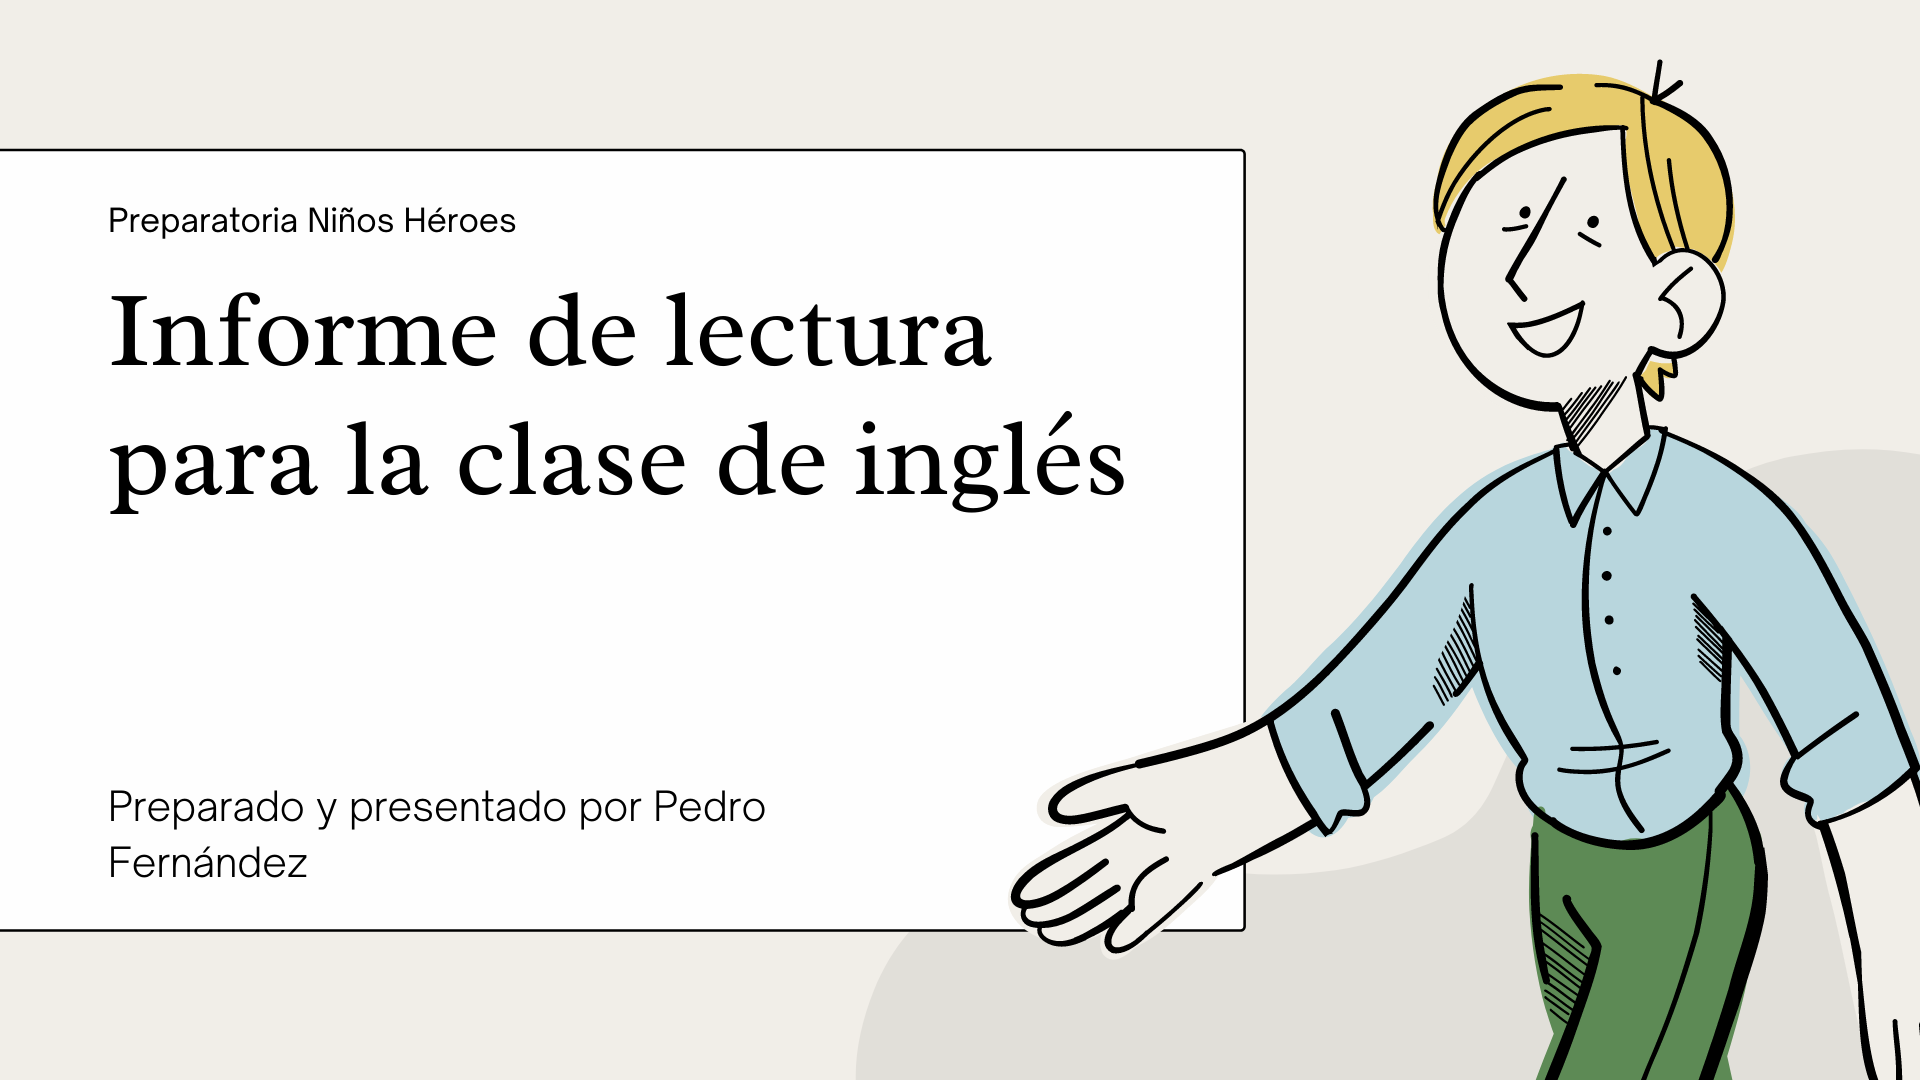 Preparatoria Niños Héroes
Informe de lectura
para la clase de inglés
Preparado y presentado por Pedro
Fernández